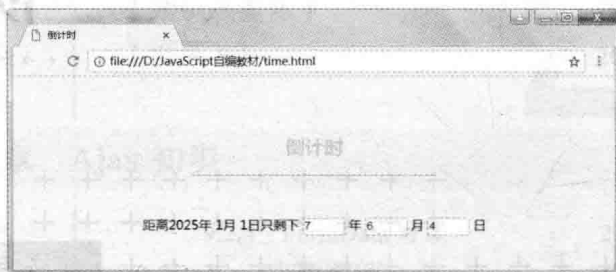 倒计时
file:///D:/JavaScript自编教材/time.html
倒计时
距离2025年 1月 1日只剩下 7 年 6 月 4 日